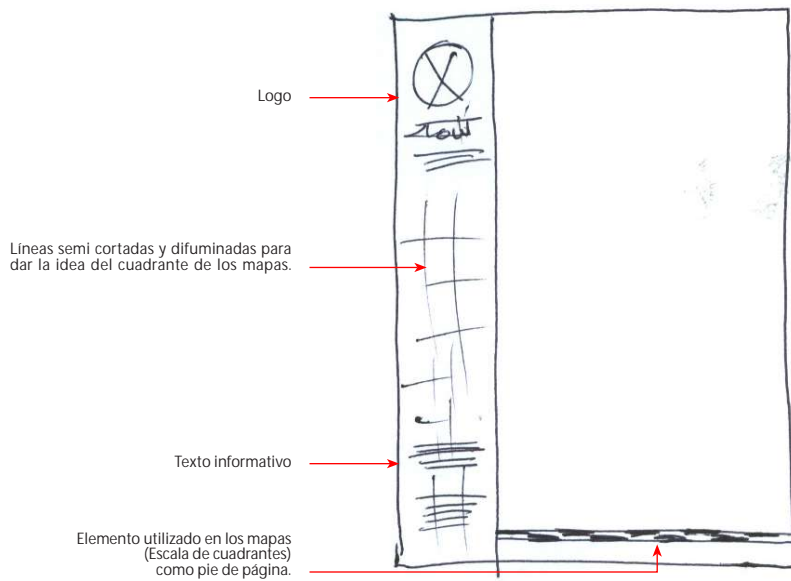 Logo
Líneas semi cortadas y difuminadas para
dar la idea del cuadrante de los mapas.
Texto informativo
Elemento utilizado en los mapas
(Escala de cuadrantes)
como pie de página.